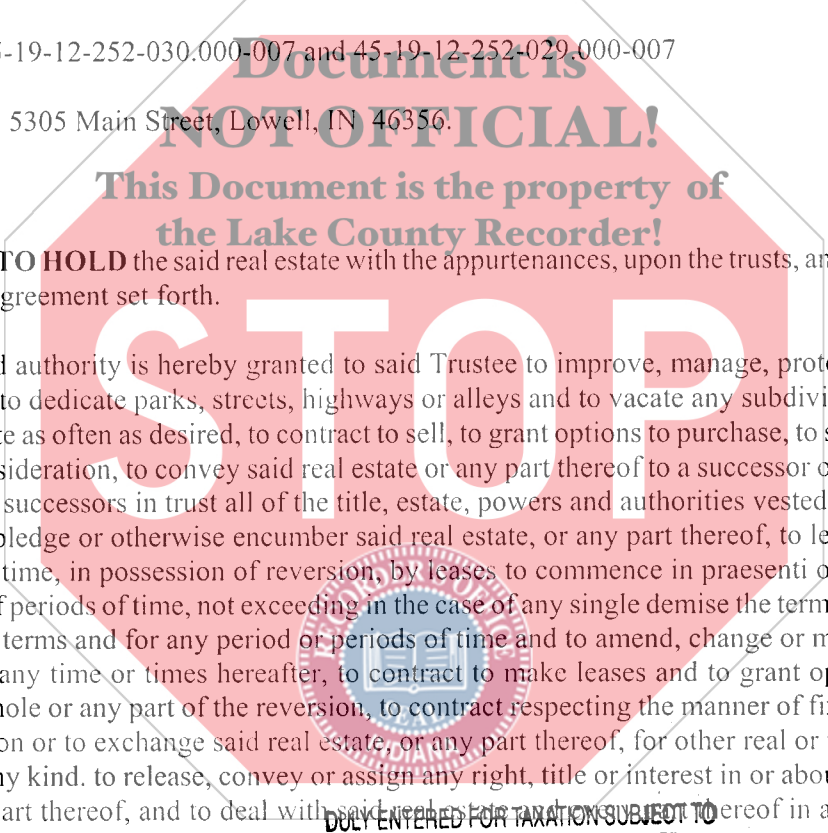 -19-12-252-030.000-007 and 45-19-12-252-029.000-007
Document is
5305 Main Street, Lowell, IN 46356.
NOT OFFICIAL!
This Document is the property of
the Lake County Recorder!
TO HOLD the said real estate with the appurtenances, upon the trusts, an
greement set forth.
STOP
d authority is hereby granted to said Trustee to improve, manage, prote
to dedicate parks, streets, highways or alleys and to vacate any subdivi
te as often as desired, to contract to sell, to grant options to purchase, to s
sideration, to convey said real estate or any part thereof to a successor o
successors in trust all of the title, estate, powers and authorities vested
pledge or otherwise encumber said real estate, or any part thereof, to le
time, in possession of reversion, by leases to commence in praesenti o
f periods of time, not exceeding in the case of any single demise the term
terms and for any period or periods of time and to amend, change or m
any time or times hereafter, to contract to make leases and to grant op
hole or any part of the reversion, to contract respecting the manner of fi
on or to exchange said real estate, or any part thereof, for other real or
ny kind. to release, convey or assign any right, title or interest in or abou
art thereof, and to deal with said real estate and thereof in a
DULY ENTERED FOR TAXATION SUBJECT TO
RECORDER'S OFFICE
SEAL
INDIANA